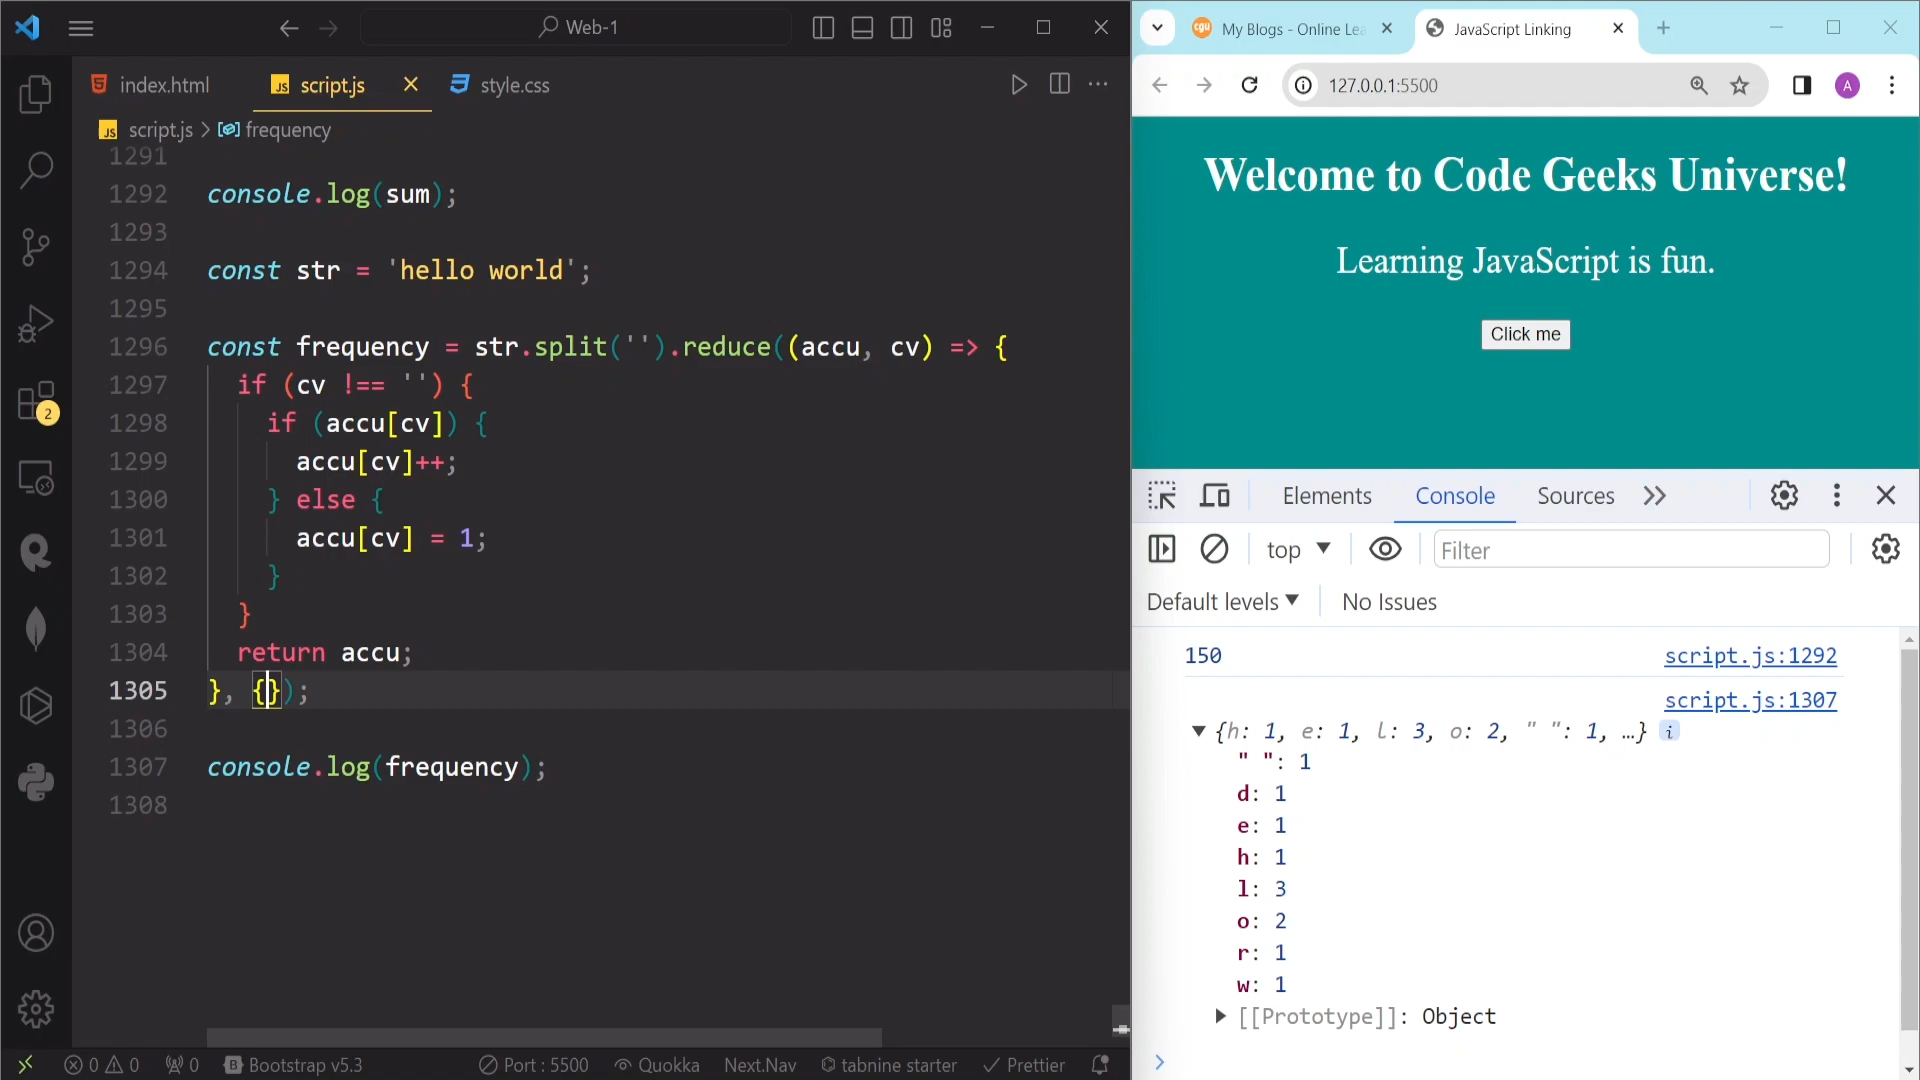 Web-1
index.html
script.js
style.css
script.js > frequency
1291
1292 console.log(sum);
1293
1294 const str = 'hello world';
1295
1296 const frequency = str.split('').reduce((accu, cv) => {
1297 if (cv !== '') {
1298 if (accu[cv]) {
1299 accu[cv]++;
1300 } else {
1301 accu[cv] = 1;
1302 }
1303 }
1304 return accu;
1305 }, {});
1306
1307 console.log(frequency);
1308
2
0 0 0 Bootstrap v5.3 Port : 5500 Quokka Next.Nav tabnine starter Prettier
cgu My Blogs - Online Lea
JavaScript Linking
127.0.0.1:5500
A
Welcome to Code Geeks Universe!
Learning JavaScript is fun.
Click me
Elements Console Sources
top Filter
Default levels No Issues
150 script.js:1292
script.js:1307
{h: 1, e: 1, l: 3, o: 2, " ": 1, …} i
" ": 1
d: 1
e: 1
h: 1
l: 3
o: 2
r: 1
w: 1
[[Prototype]]: Object